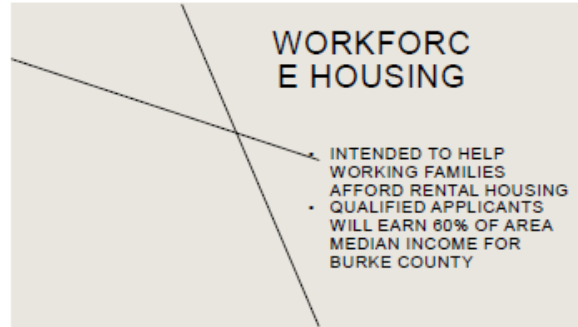 WORKFORC
E HOUSING
• INTENDED TO HELP
WORKING FAMILIES
AFFORD RENTAL HOUSING
• QUALIFIED APPLICANTS
WILL EARN 60% OF AREA
MEDIAN INCOME FOR
BURKE COUNTY